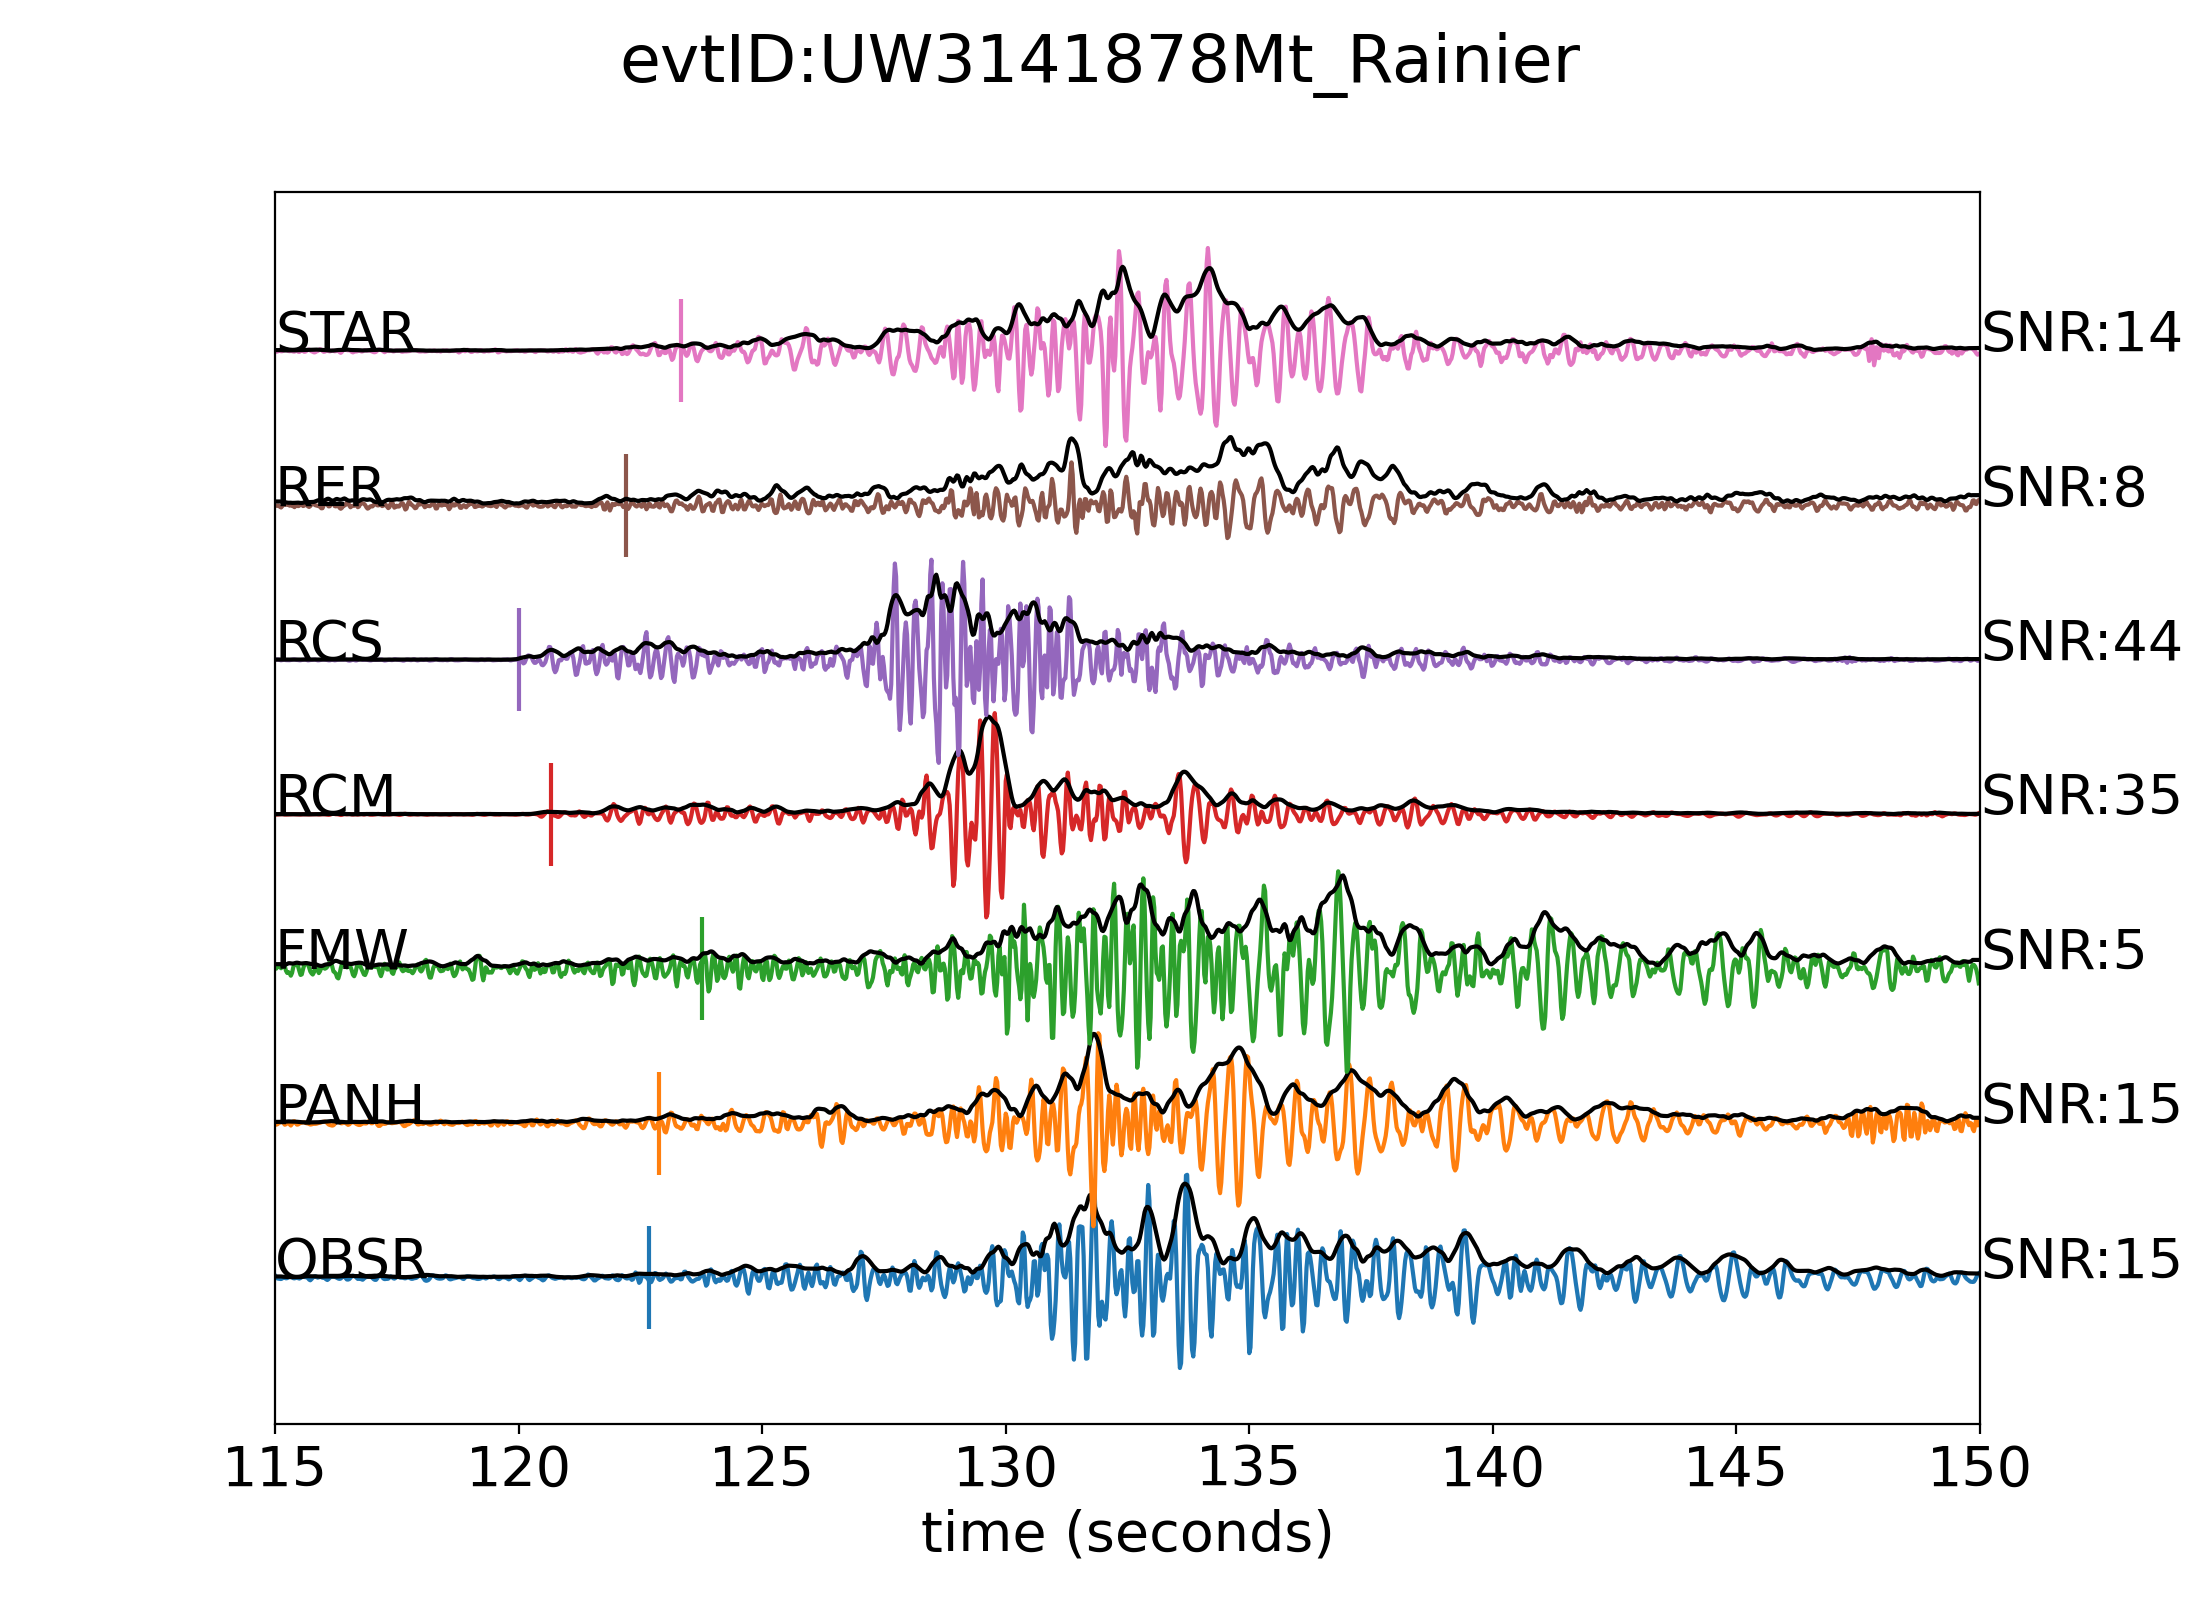 evtID:UW3141878Mt_Rainier
STAR SNR:14
RER SNR:8
RCS SNR:44
RCM SNR:35
FMW SNR:5
PANH SNR:15
OBSR SNR:15
115 120 125 130 135 140 145 150
time (seconds)